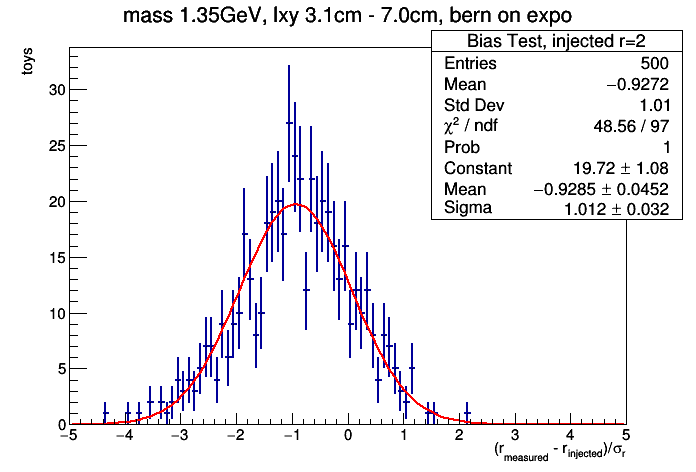 mass 1.35GeV, lxy 3.1cm - 7.0cm, bern on expo
Bias Test, injected r=2
Entries 500
Mean −0.9272
Std Dev 1.01
χ² / ndf 48.56 / 97
Prob 1
Constant 19.72 ± 1.08
Mean −0.9285 ± 0.0452
Sigma 1.012 ± 0.032
toys
30
25
20
15
10
5
0
−5 −4 −3 −2 −1 0 1 2 3 4 5
(r_measured - r_injected)/σ_r